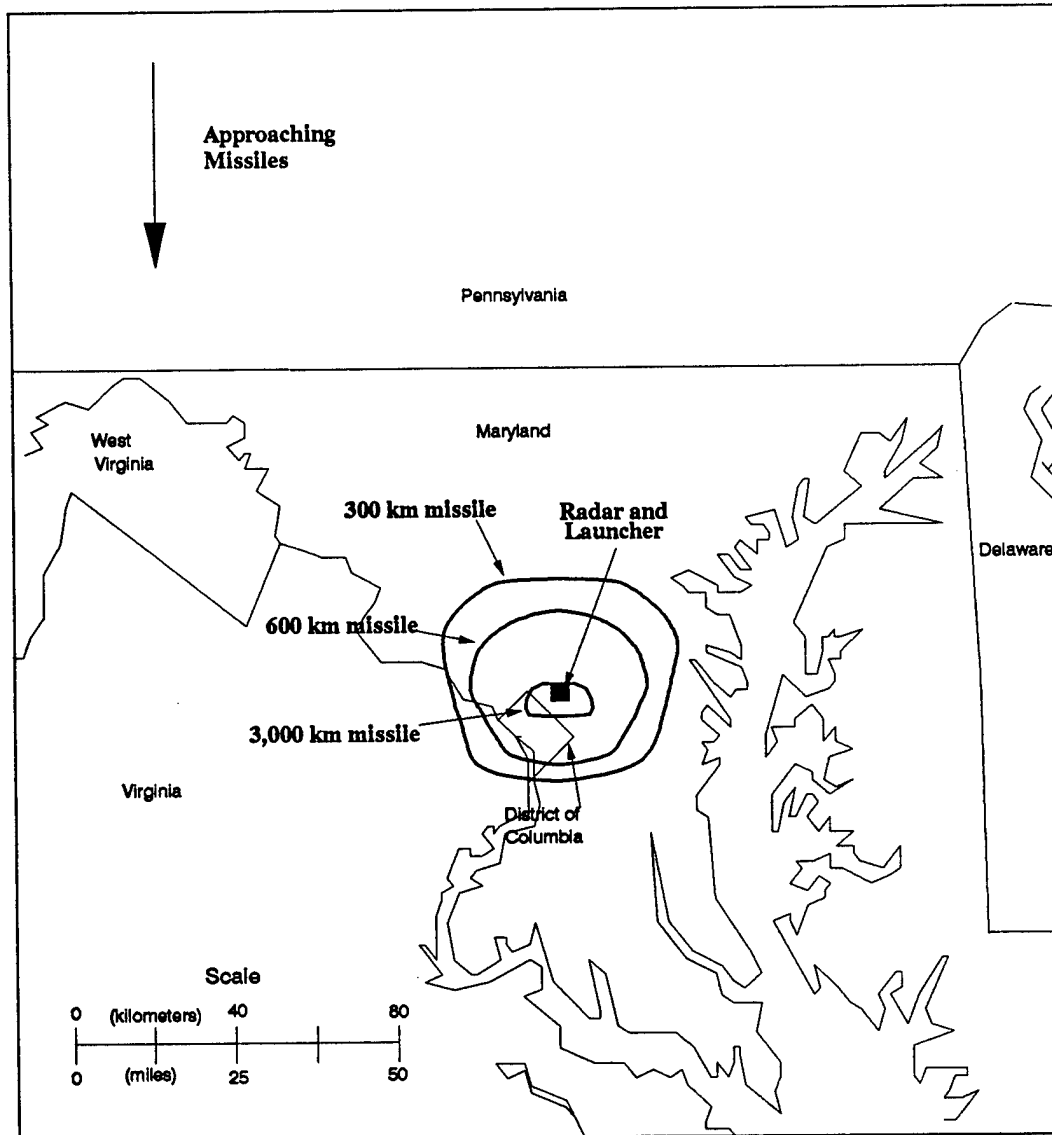 Approaching
Missiles
Pennsylvania
West
Virginia
Maryland
300 km missile
Radar and
Launcher
Delaware
600 km missile
3,000 km missile
Virginia
District of
Columbia
Scale
0 (kilometers) 40 80
0 (miles) 25 50